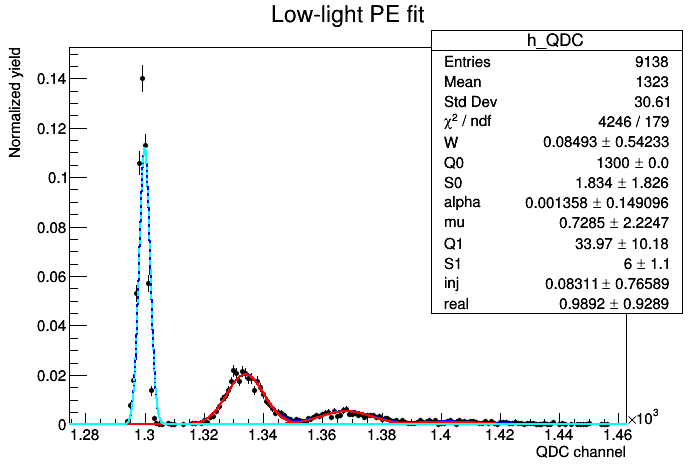 Low-light PE fit
Normalized yield
h_QDC
Entries 9138
Mean 1323
Std Dev 30.61
χ² / ndf 4246 / 179
W 0.08493 ± 0.54233
Q0 1300 ± 0.0
S0 1.834 ± 1.826
alpha 0.001358 ± 0.149096
mu 0.7285 ± 2.2247
Q1 33.97 ± 10.18
S1 6 ± 1.1
inj 0.08311 ± 0.76589
real 0.9892 ± 0.9289
0.14
0.12
0.1
0.08
0.06
0.04
0.02
0
1.28 1.3 1.32 1.34 1.36 1.38 1.4 1.42 1.44 1.46 ×10³
QDC channel